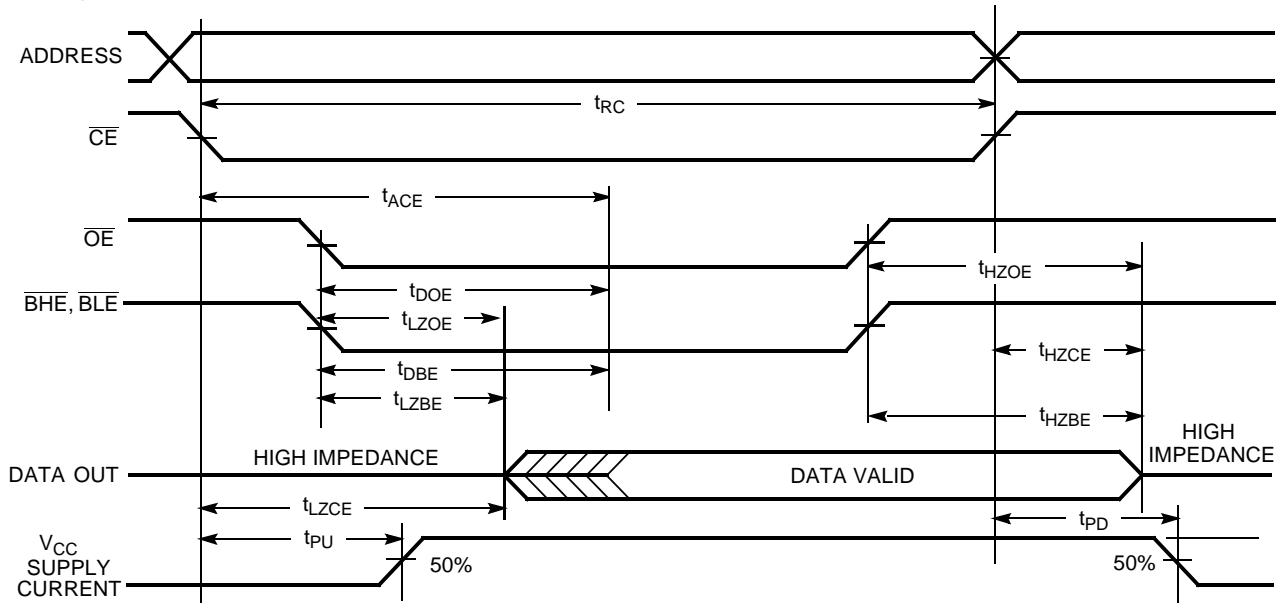 ADDRESS
tRC
CE
tACE
OE
tHZOE
tDOE
BHE, BLE
tLZOE
tHZCE
tDBE
tLZBE
tHZBE
HIGH IMPEDANCE
HIGH
IMPEDANCE
DATA OUT
DATA VALID
tLZCE
tPD
tPU
VCC
SUPPLY
CURRENT
50%
50%